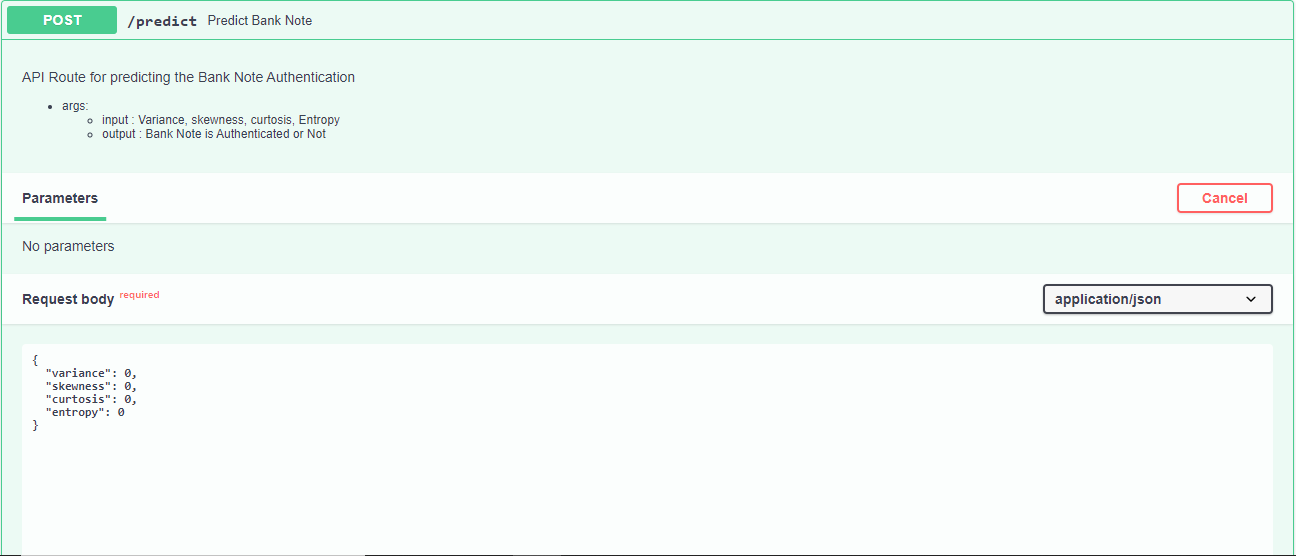 POST /predict Predict Bank Note
API Route for predicting the Bank Note Authentication
args:
input : Variance, skewness, curtosis, Entropy
output : Bank Note is Authenticated or Not
Parameters Cancel
No parameters
Request body required application/json
{
"variance": 0,
"skewness": 0,
"curtosis": 0,
"entropy": 0
}